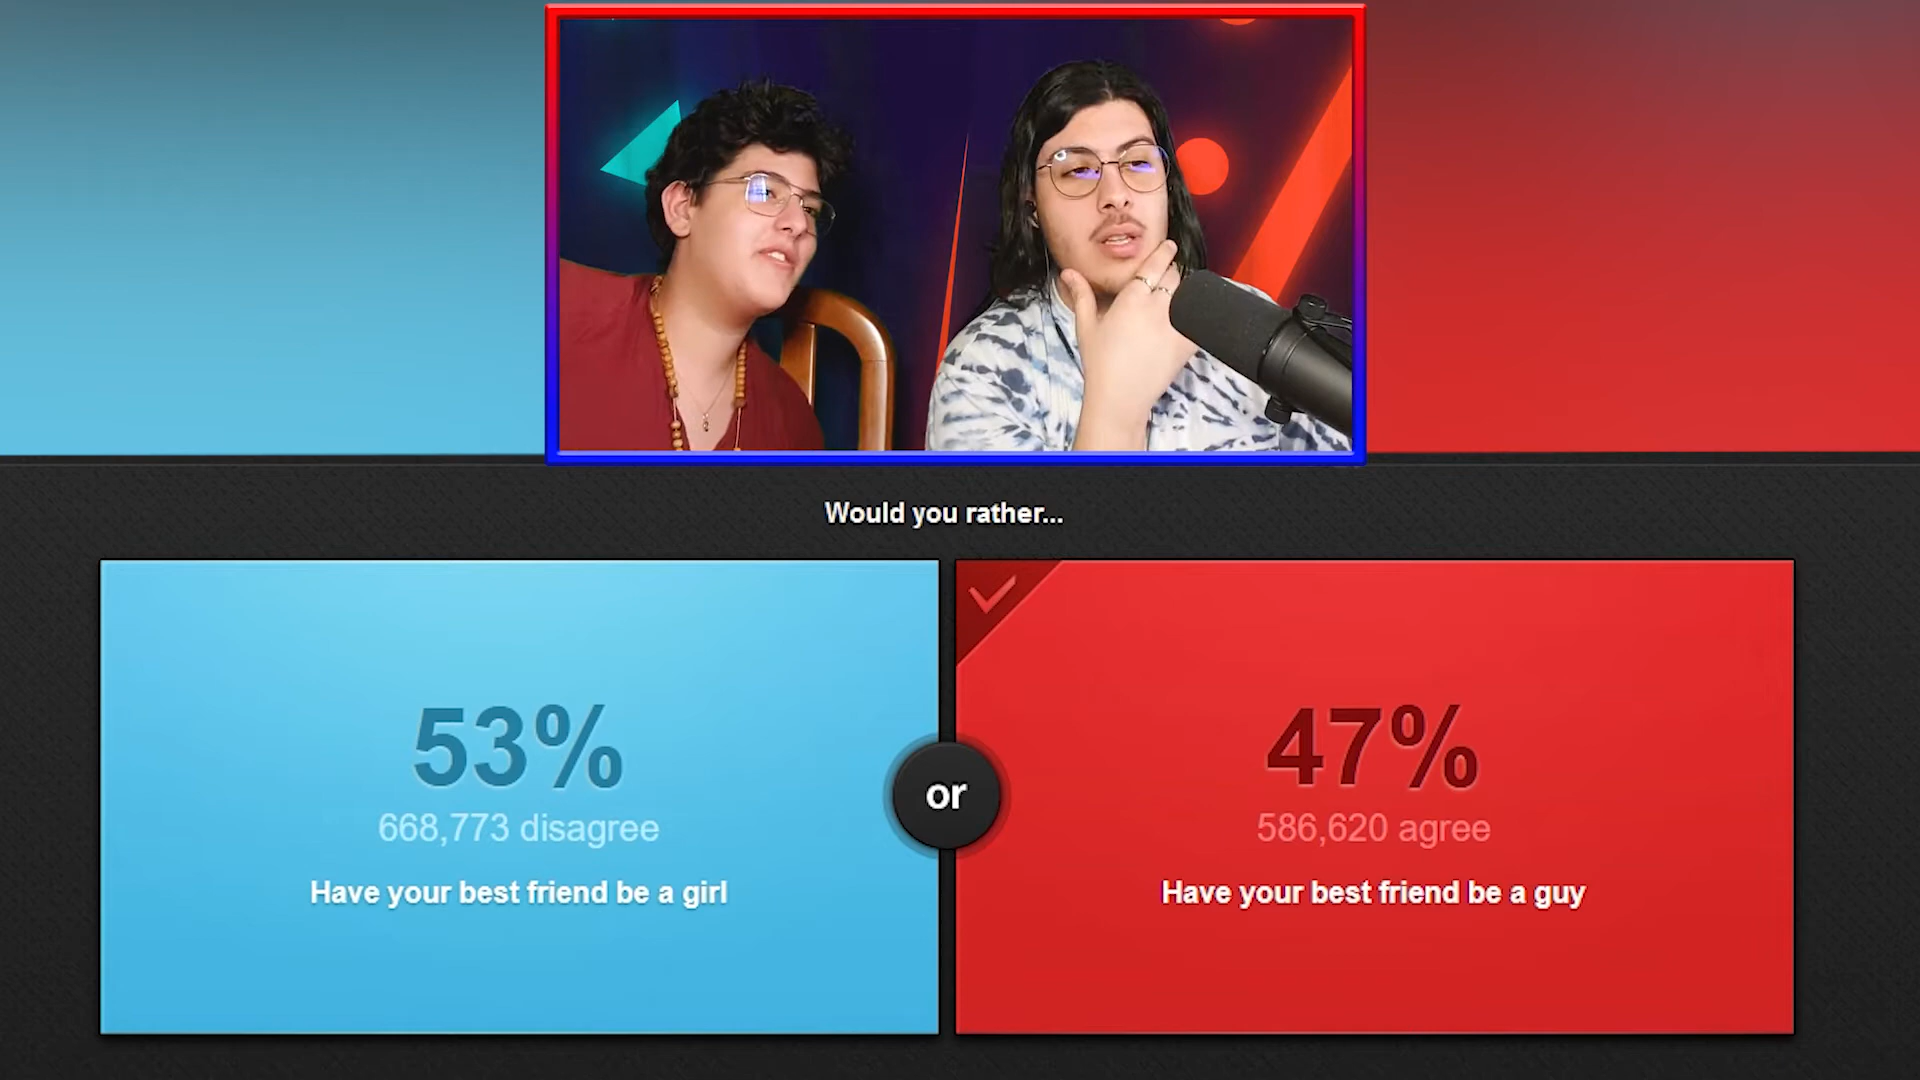 Would you rather...
53%
668,773 disagree
Have your best friend be a girl
or
47%
586,620 agree
Have your best friend be a guy